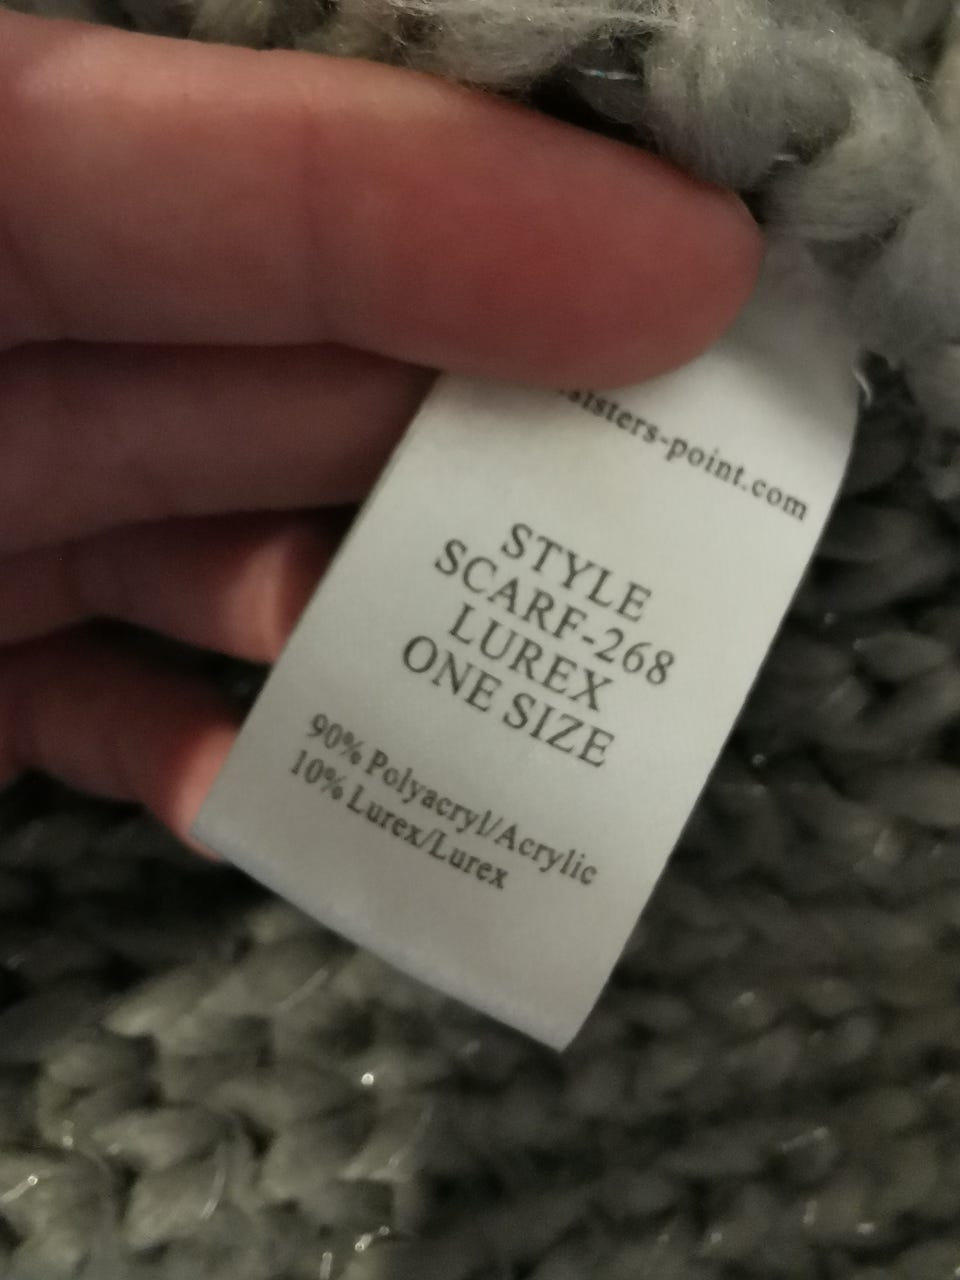 sisters-point.com
STYLE
SCARF-268
LUREX
ONE SIZE
90% Polyacryl/Acrylic
10% Lurex/Lurex